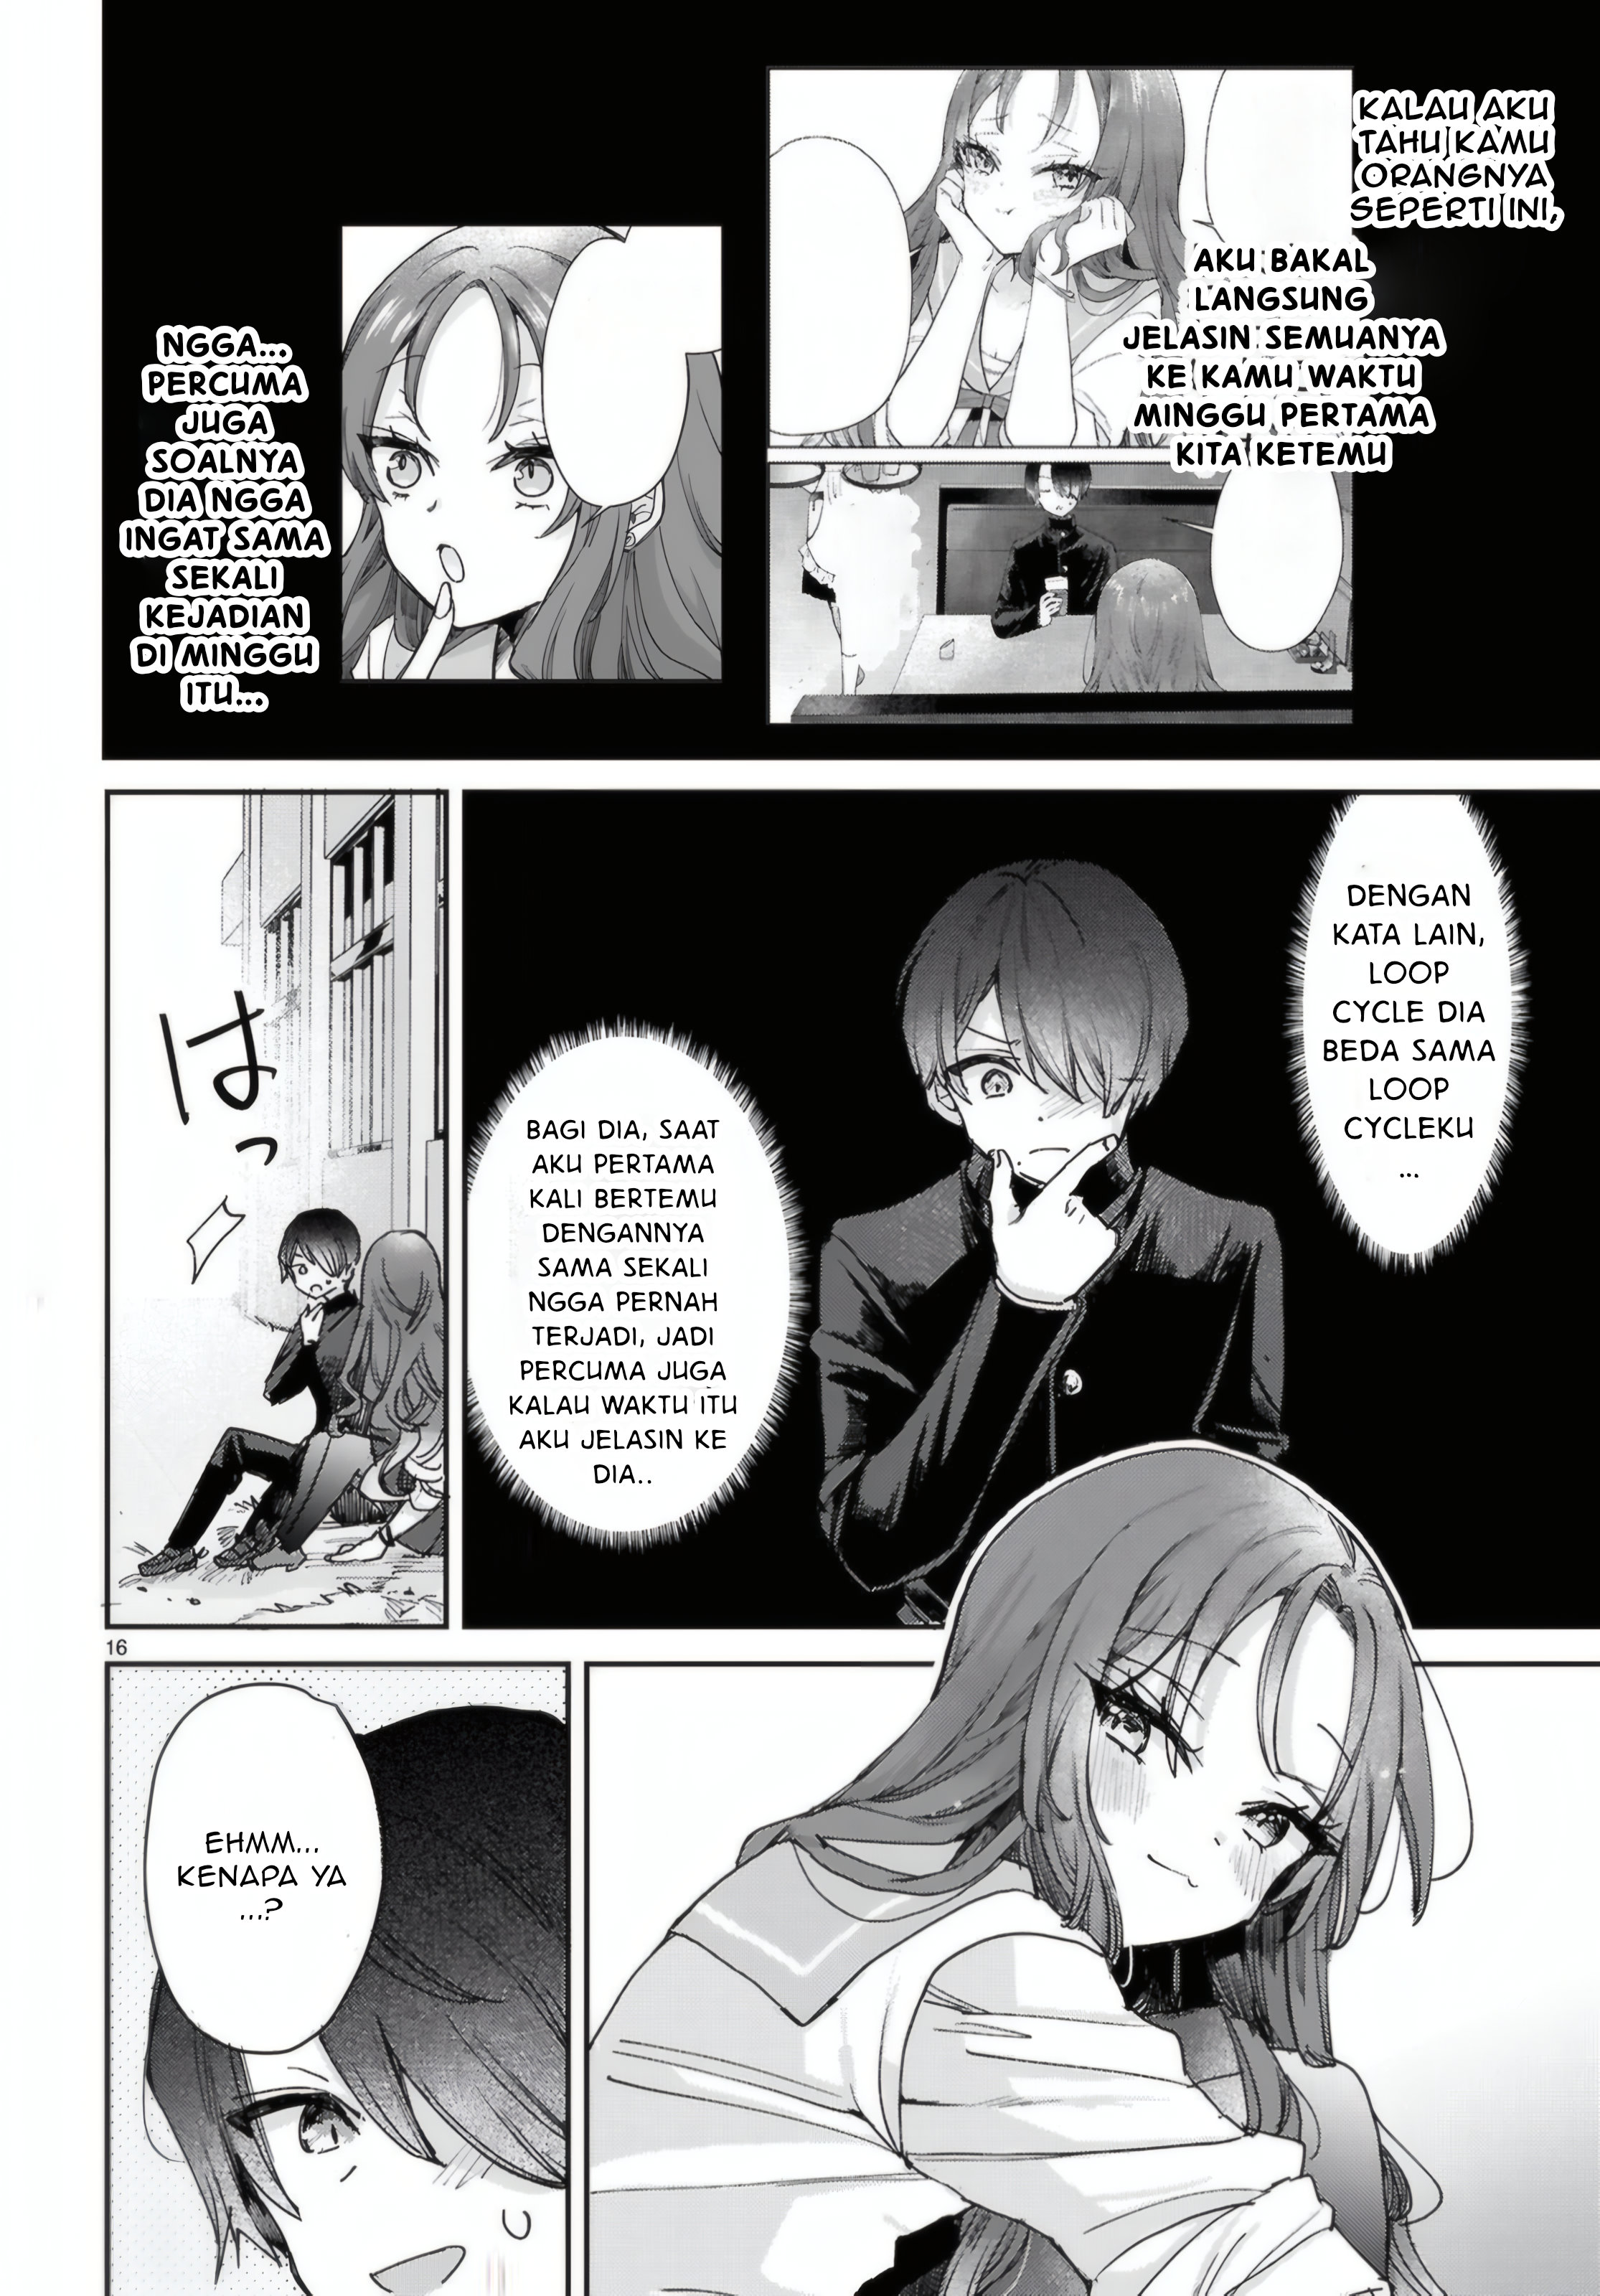 KALAU AKU
TAHU KAMU
ORANGNYA
SEPERTI INI,
AKU BAKAL
LANGSUNG
JELASIN SEMUANYA
KE KAMU WAKTU
MINGGU PERTAMA
KITA KETEMU
NGGA...
PERCUMA
JUGA
SOALNYA
DIA NGGA
INGAT SAMA
SEKALI
KEJADIAN
DI MINGGU
ITU...
DENGAN
KATA LAIN,
LOOP
CYCLE DIA
BEDA SAMA
LOOP
CYCLEKU
...
BAGI DIA, SAAT
AKU PERTAMA
KALI BERTEMU
DENGANNYA
SAMA SEKALI
NGGA PERNAH
TERJADI, JADI
PERCUMA JUGA
KALAU WAKTU ITU
AKU JELASIN KE
DIA..
はっ
16
EHMM...
KENAPA YA
...?